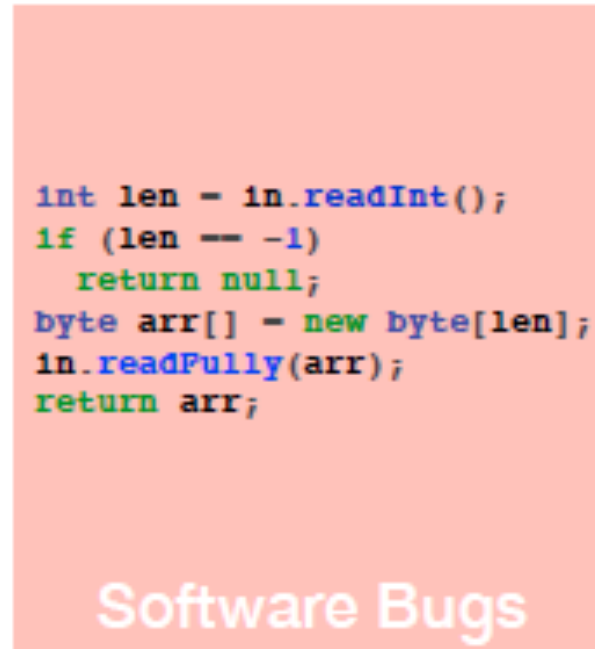 int len = in.readInt();
if (len == -1)
  return null;
byte arr[] = new byte[len];
in.readFully(arr);
return arr;
Software Bugs